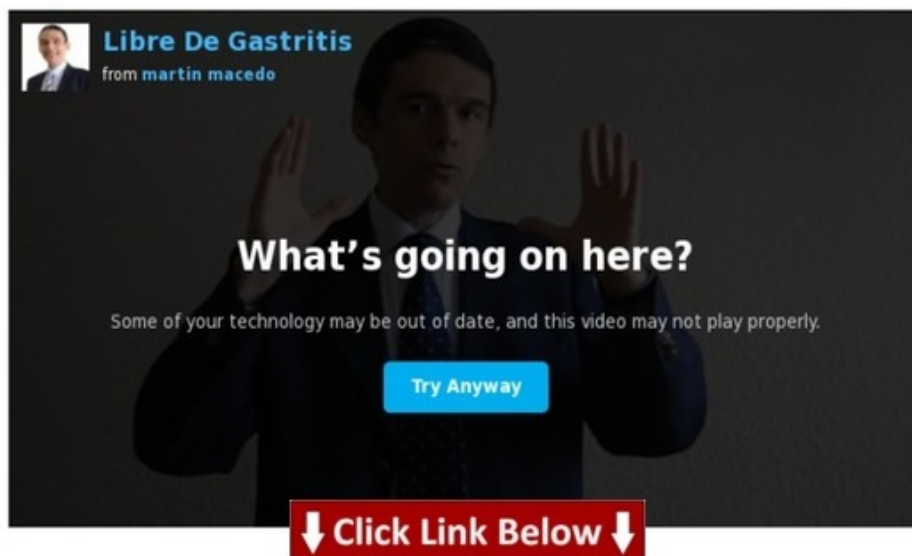 Libre De Gastritis
from martin macedo
What's going on here?
Some of your technology may be out of date, and this video may not play properly.
Try Anyway
Click Link Below